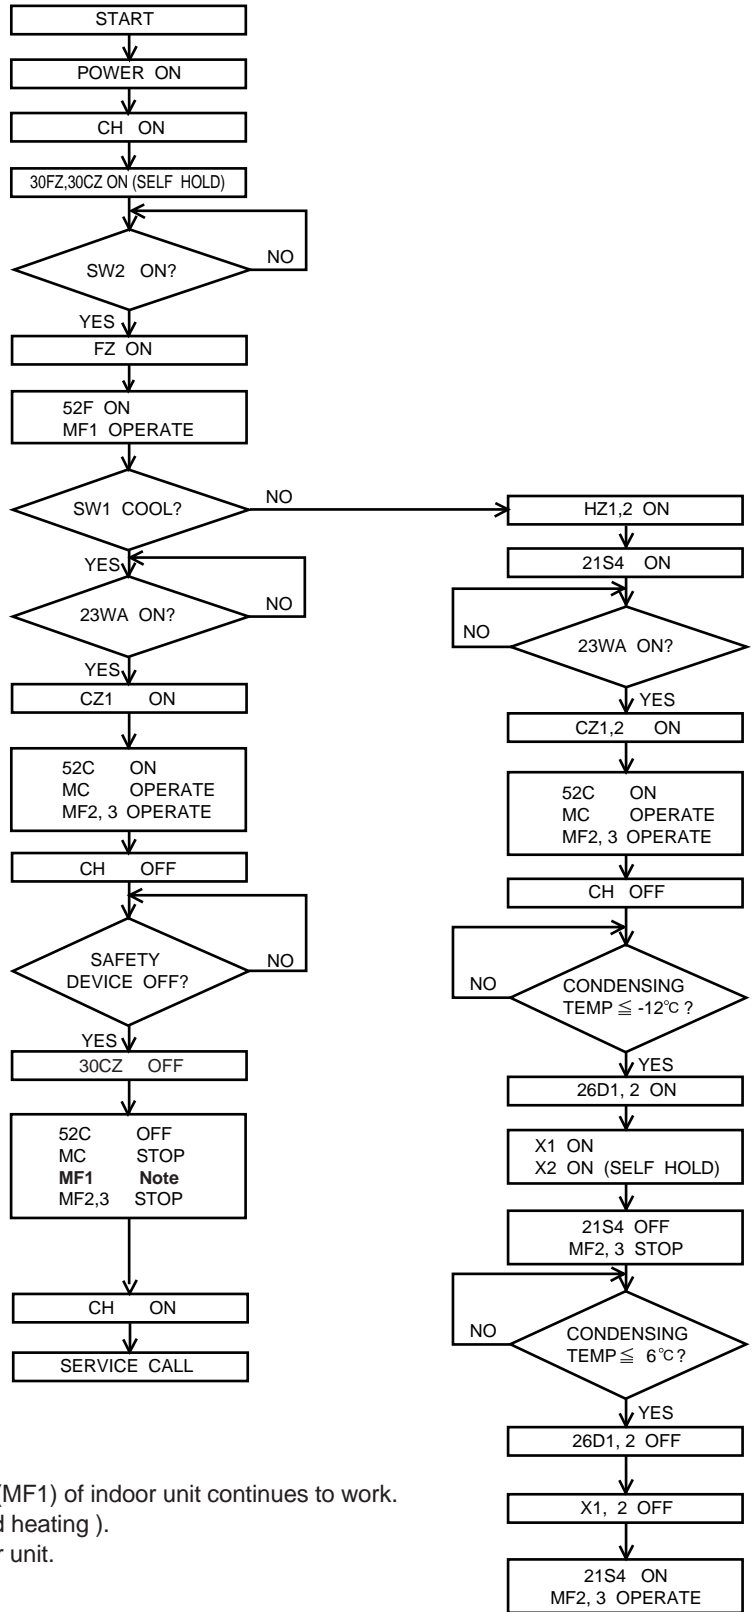 START
POWER ON
CH ON
30FZ,30CZ ON (SELF HOLD)
SW2 ON?
NO
YES
FZ ON
52F ON
MF1 OPERATE
SW1 COOL?
NO
YES
23WA ON?
NO
YES
CZ1 ON
52C ON
MC OPERATE
MF2, 3 OPERATE
CH OFF
SAFETY
DEVICE OFF?
NO
YES
30CZ OFF
52C OFF
MC STOP
MF1 Note
MF2,3 STOP
CH ON
SERVICE CALL
HZ1,2 ON
21S4 ON
23WA ON?
NO
YES
CZ1,2 ON
52C ON
MC OPERATE
MF2, 3 OPERATE
CH OFF
CONDENSING
TEMP ≦ -12℃ ?
NO
YES
26D1, 2 ON
X1 ON
X2 ON (SELF HOLD)
21S4 OFF
MF2, 3 STOP
CONDENSING
TEMP ≦ 6℃ ?
NO
YES
26D1, 2 OFF
X1, 2 OFF
21S4 ON
MF2, 3 OPERATE
(MF1) of indoor unit continues to work.
heating ).
unit.